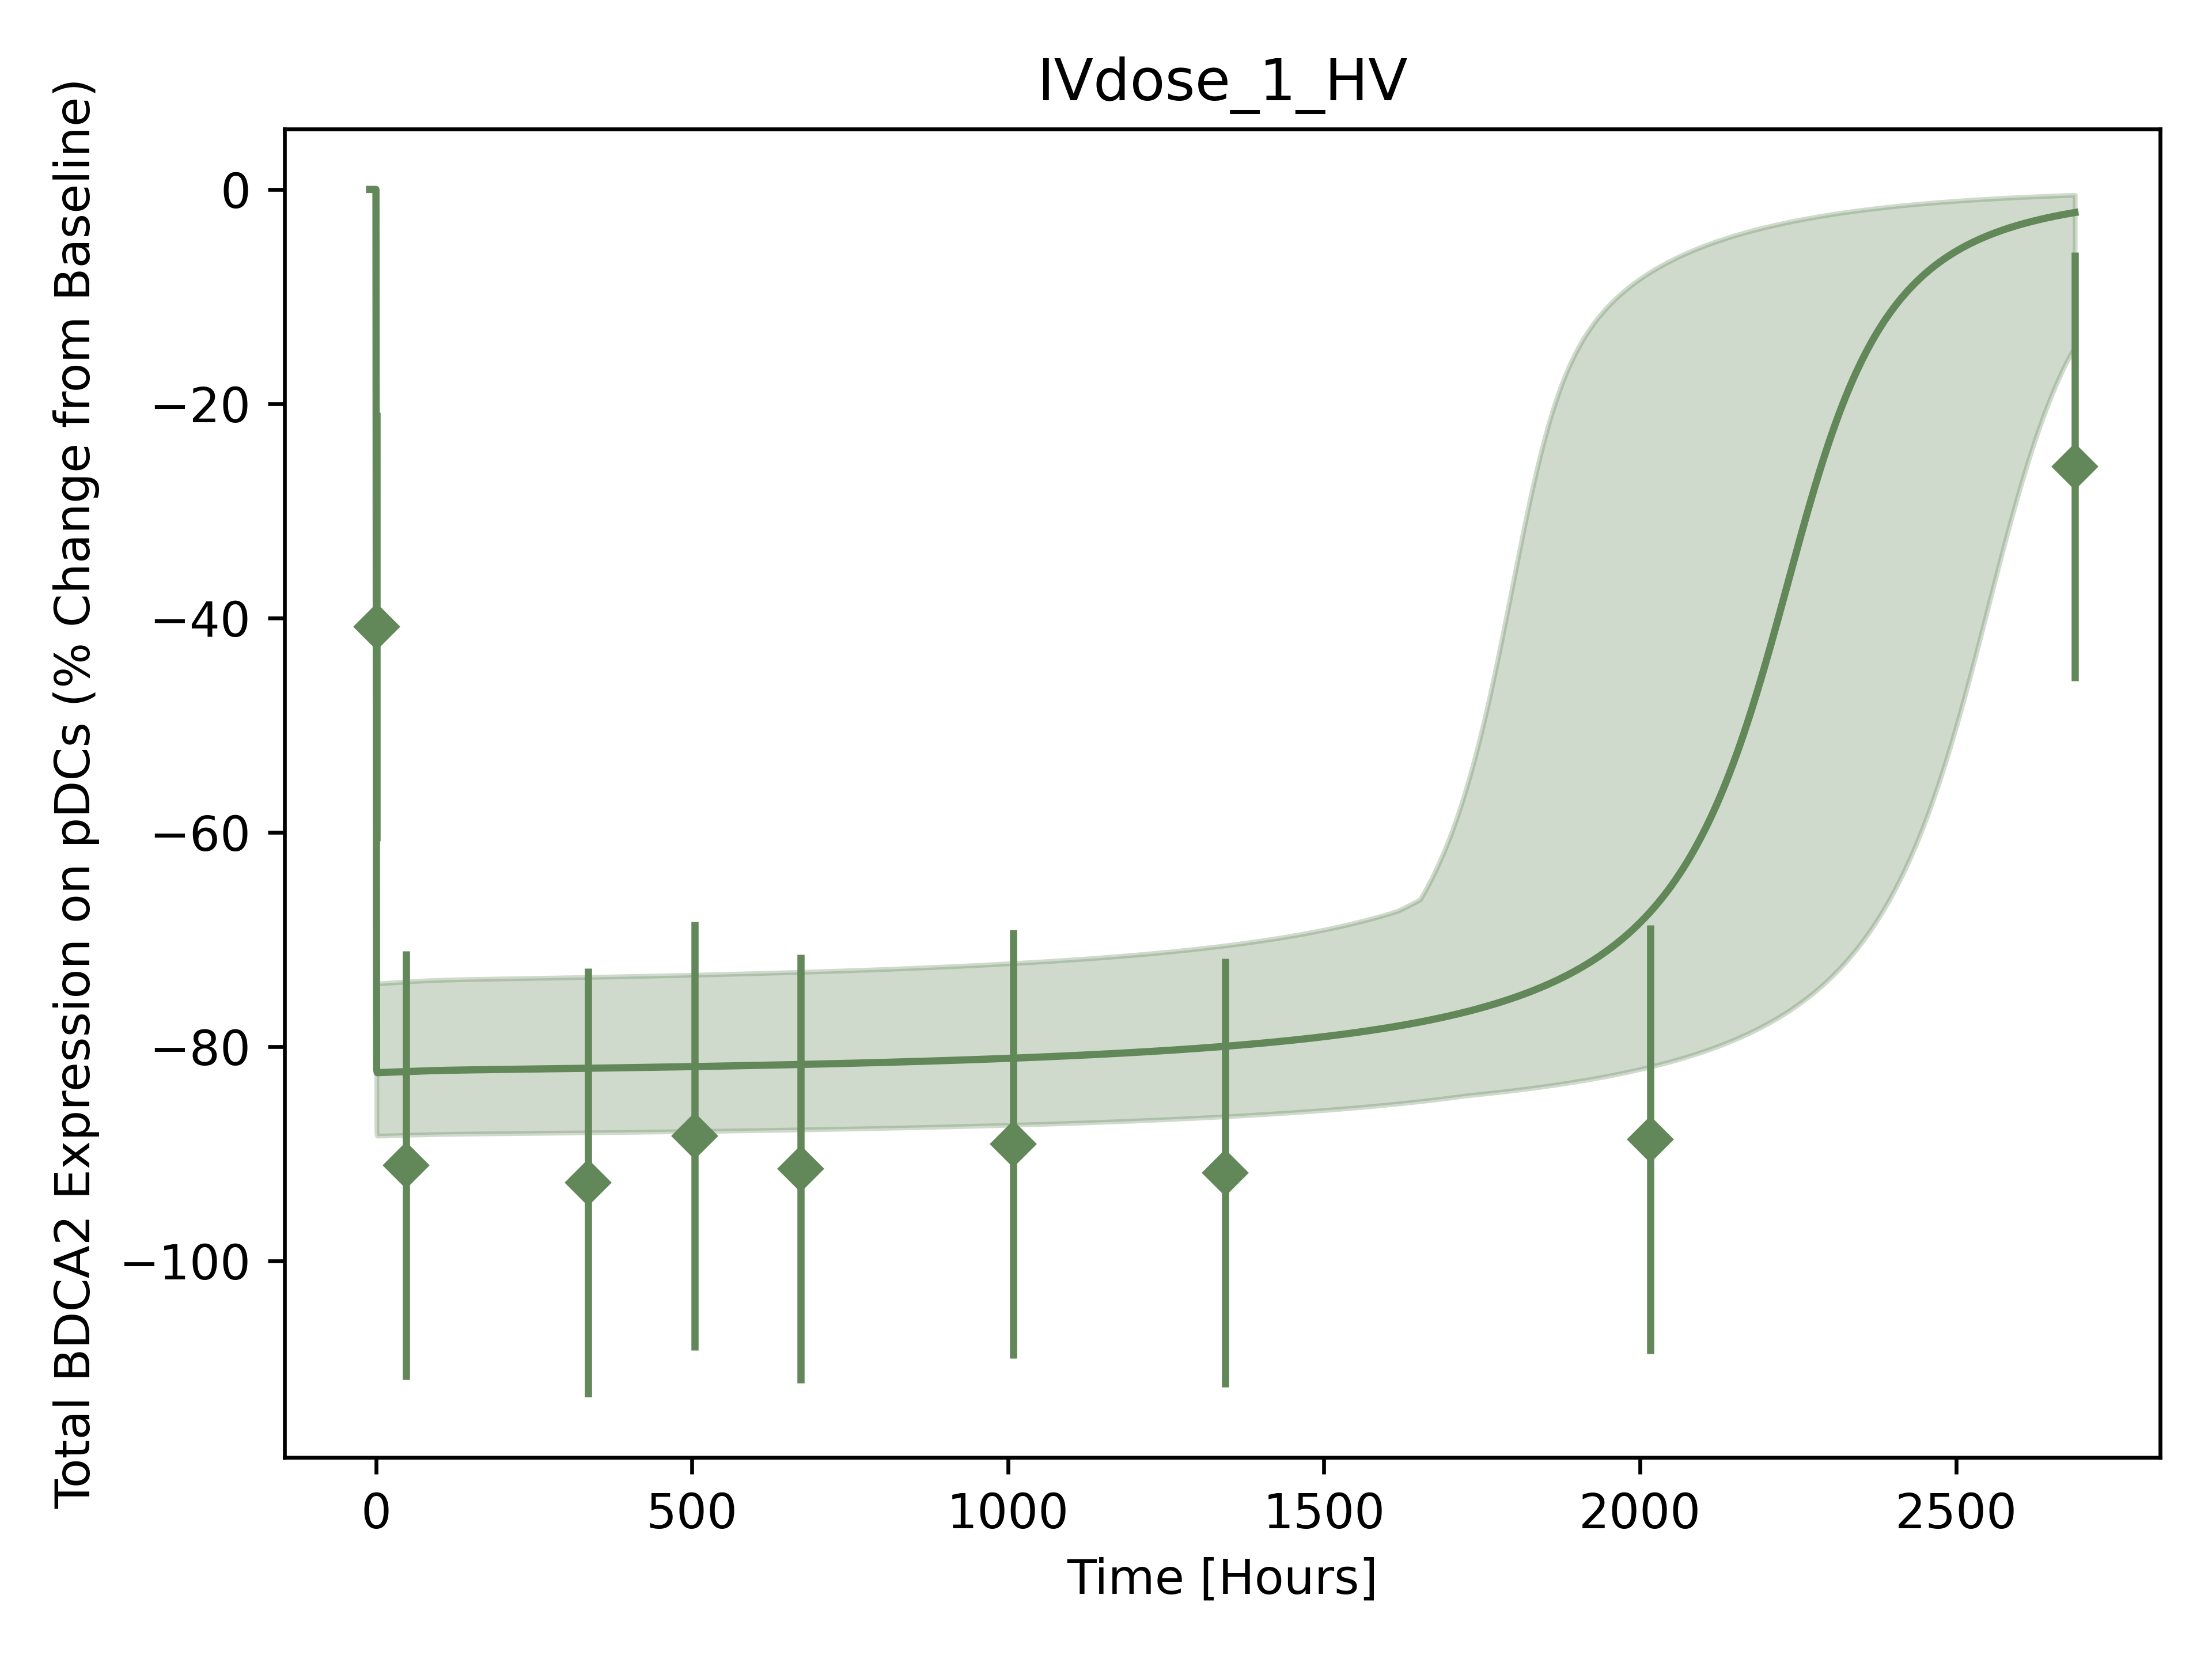 IVdose_1_HV
Total BDCA2 Expression on pDCs (% Change from Baseline)
0
−20
−40
−60
−80
−100
0 500 1000 1500 2000 2500
Time [Hours]